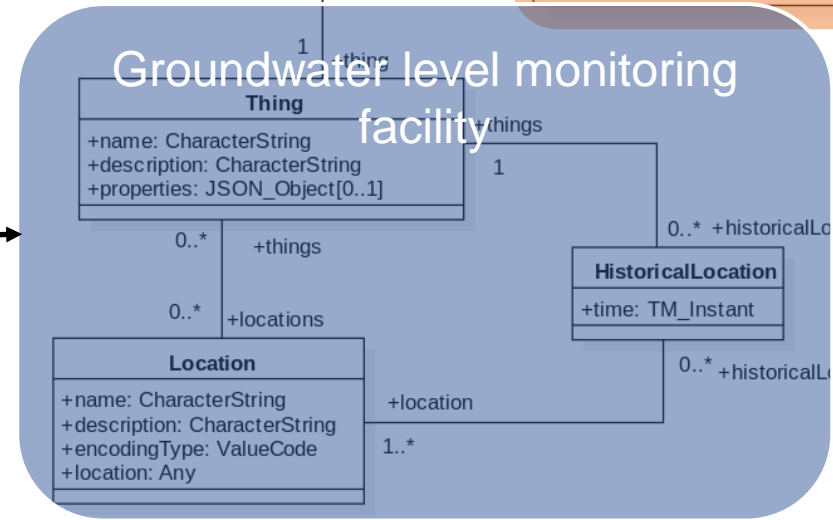 1
+thing
Groundwater level monitoring
facility
Thing
+name: CharacterString
+description: CharacterString
+properties: JSON_Object[0..1]
+things
1
0..*
+things
0..* +historicalLo
HistoricalLocation
+time: TM_Instant
0..*
+locations
Location
+name: CharacterString
+description: CharacterString
+encodingType: ValueCode
+location: Any
0..* +historicalL
+location
1..*